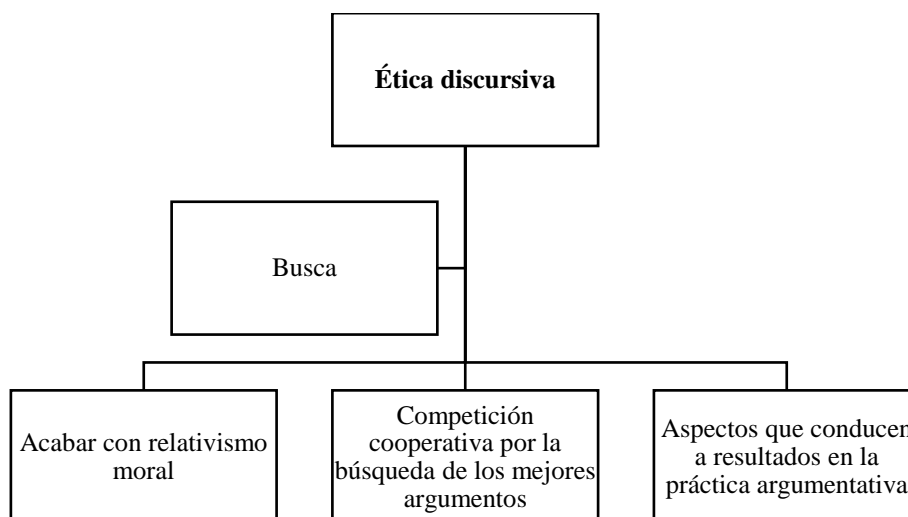 Ética discursiva
Busca
Acabar con relativismo
moral
Competición
cooperativa por la
búsqueda de los mejores
argumentos
Aspectos que conducen
a resultados en la
práctica argumentativa